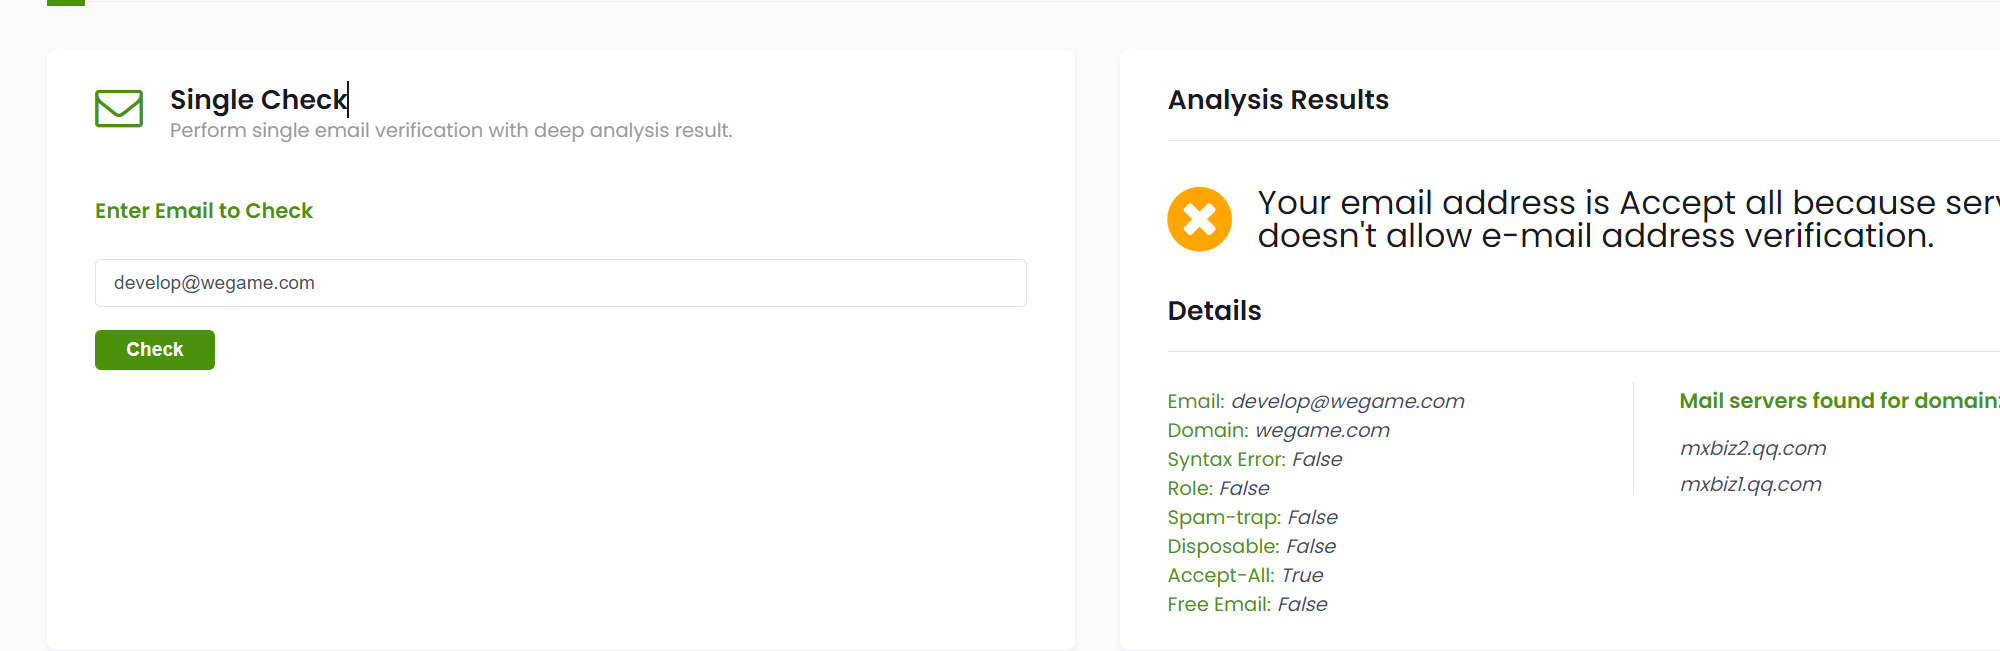 Single Check
Perform single email verification with deep analysis result.
Enter Email to Check
develop@wegame.com
Check
Analysis Results
Your email address is Accept all because
doesn't allow e-mail address verification.
Details
Email: develop@wegame.com
Domain: wegame.com
Syntax Error: False
Role: False
Spam-trap: False
Disposable: False
Accept-All: True
Free Email: False
Mail servers found for domain:
mxbiz2.qq.com
mxbiz1.qq.com